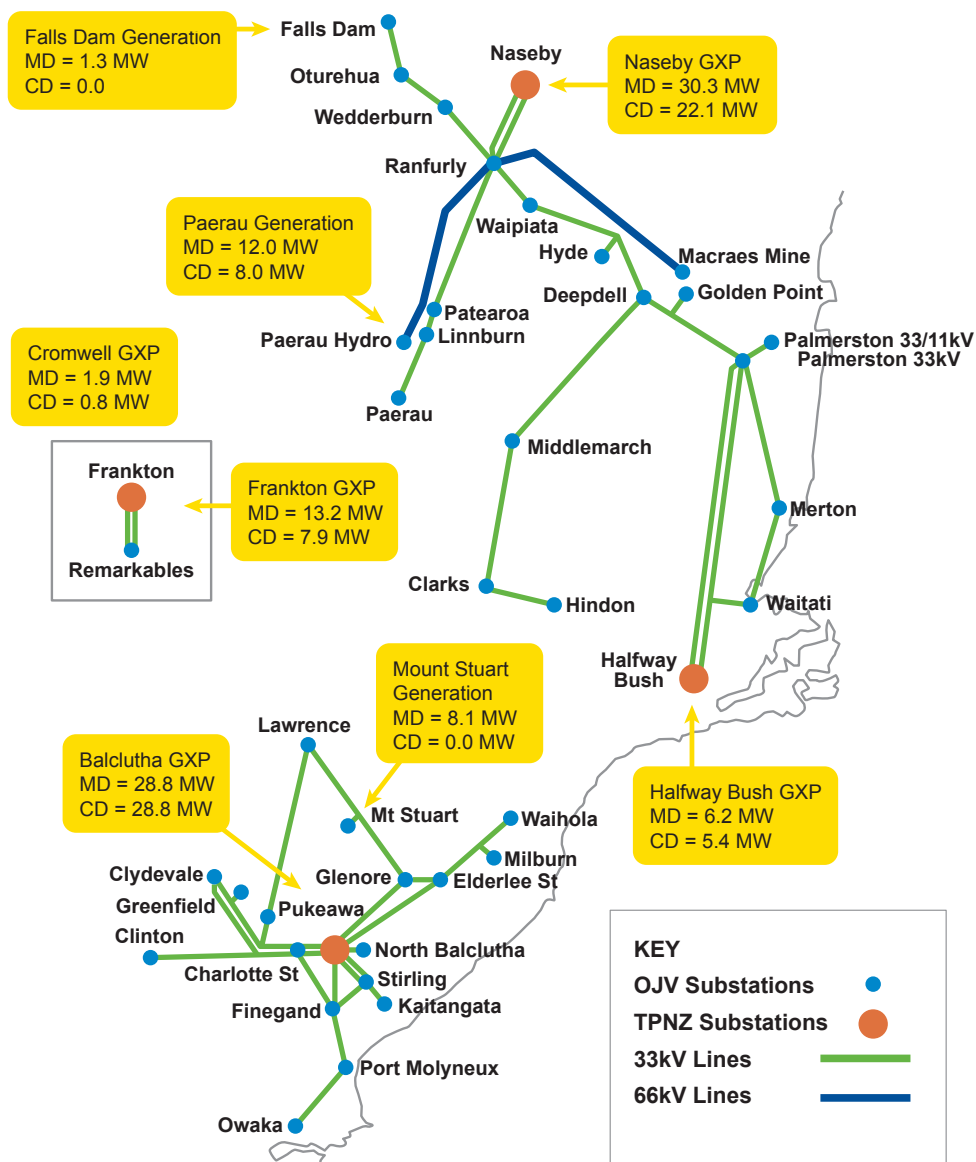 Falls Dam Generation
MD = 1.3 MW
CD = 0.0
Falls Dam
Oturehua
Wedderburn
Naseby
Naseby GXP
MD = 30.3 MW
CD = 22.1 MW
Ranfurly
Paerau Generation
MD = 12.0 MW
CD = 8.0 MW
Waipiata
Hyde
Macraes Mine
Deepdell
Golden Point
Patearoa
Linnburn
Paerau Hydro
Palmerston 33/11kV
Palmerston 33kV
Cromwell GXP
MD = 1.9 MW
CD = 0.8 MW
Paerau
Middlemarch
Frankton
Remarkables
Frankton GXP
MD = 13.2 MW
CD = 7.9 MW
Merton
Clarks
Hindon
Waitati
Halfway
Bush
Mount Stuart
Generation
MD = 8.1 MW
CD = 0.0 MW
Lawrence
Balclutha GXP
MD = 28.8 MW
CD = 28.8 MW
Halfway Bush GXP
MD = 6.2 MW
CD = 5.4 MW
Mt Stuart
Waihola
Milburn
Clydevale
Glenore
Elderlee St
Greenfield
Pukeawa
Clinton
North Balclutha
Charlotte St
Stirling
Finegand
Kaitangata
Port Molyneux
Owaka
KEY
OJV Substations
TPNZ Substations
33kV Lines
66kV Lines